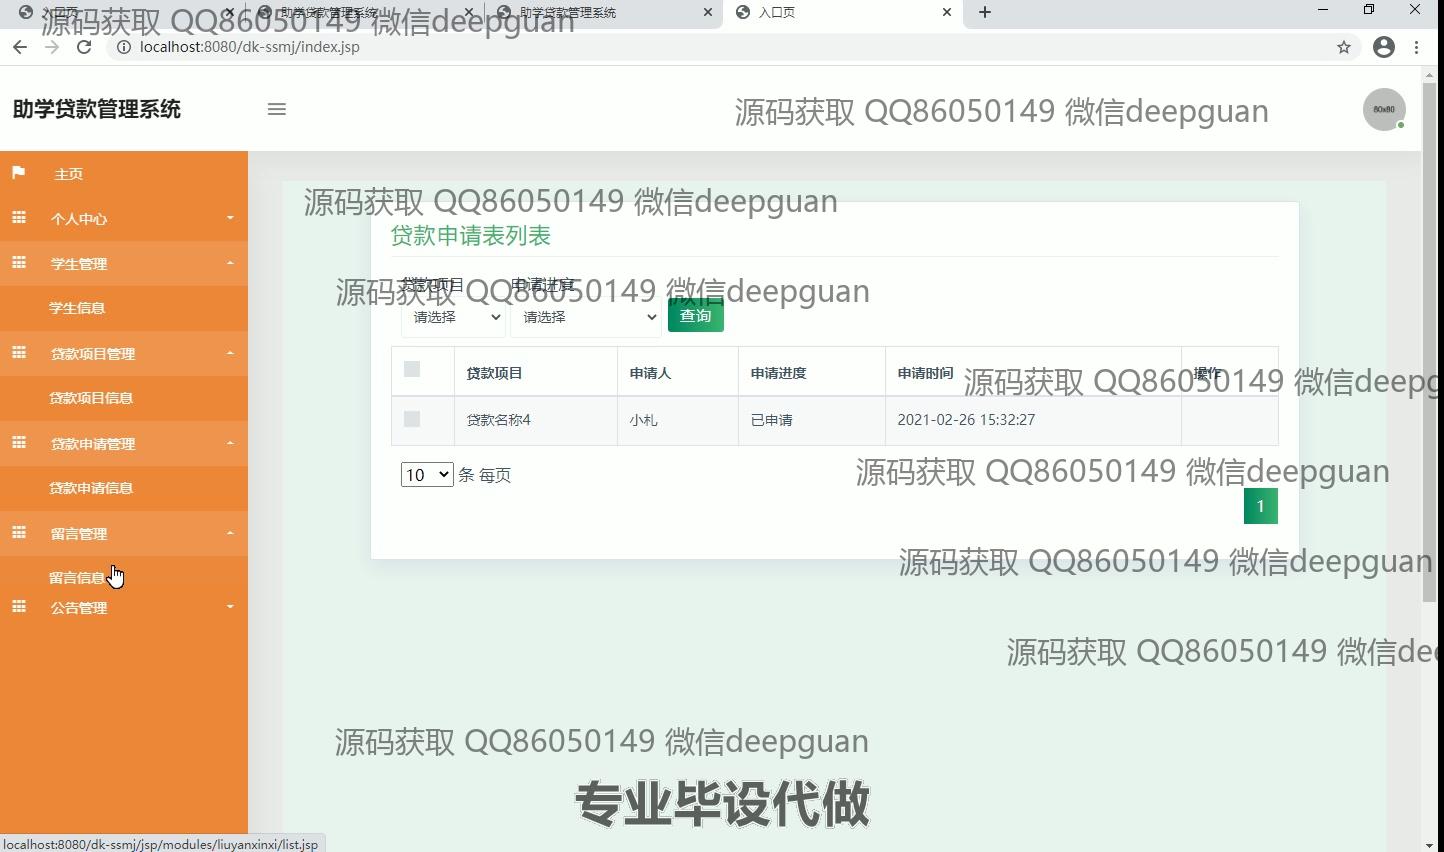 入口页
助学贷款管理系统
助学贷款管理系统
入口页
源码获取 QQ86050149 微信deepguan
localhost:8080/dk-ssmj/index.jsp
助学贷款管理系统
源码获取 QQ86050149 微信deepguan
80x80
主页
个人中心
学生管理
学生信息
贷款项目管理
贷款项目信息
贷款申请管理
贷款申请信息
留言管理
留言信息
公告管理
源码获取 QQ86050149 微信deepguan
贷款申请表列表
贷款项目 申请进度
源码获取 QQ86050149 微信deepguan
请选择 请选择 查询
贷款项目 申请人 申请进度 申请时间 操作
源码获取 QQ86050149 微信deepg
贷款名称4 小札 已申请 2021-02-26 15:32:27
10 条 每页
源码获取 QQ86050149 微信deepguan
1
源码获取 QQ86050149 微信deepguan
源码获取 QQ86050149 微信dee
源码获取 QQ86050149 微信deepguan
专业毕设代做
localhost:8080/dk-ssmj/jsp/modules/liuyanxinxi/list.jsp